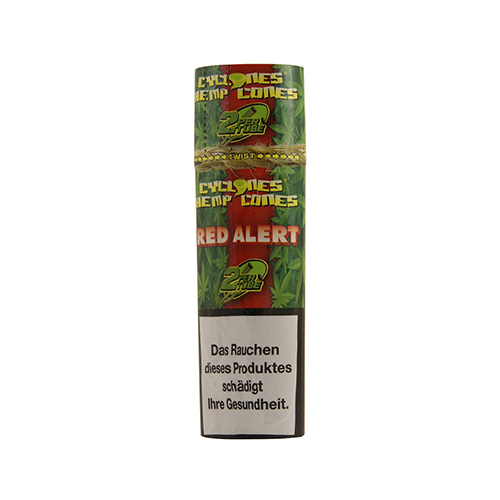 CYCLONES
HEMP CONES
2 PER
TUBE
TWIST
CYCLONES
HEMP CONES
RED ALERT
2 PER
TUBE
Das Rauchen
dieses Produktes
schädigt
Ihre Gesundheit.